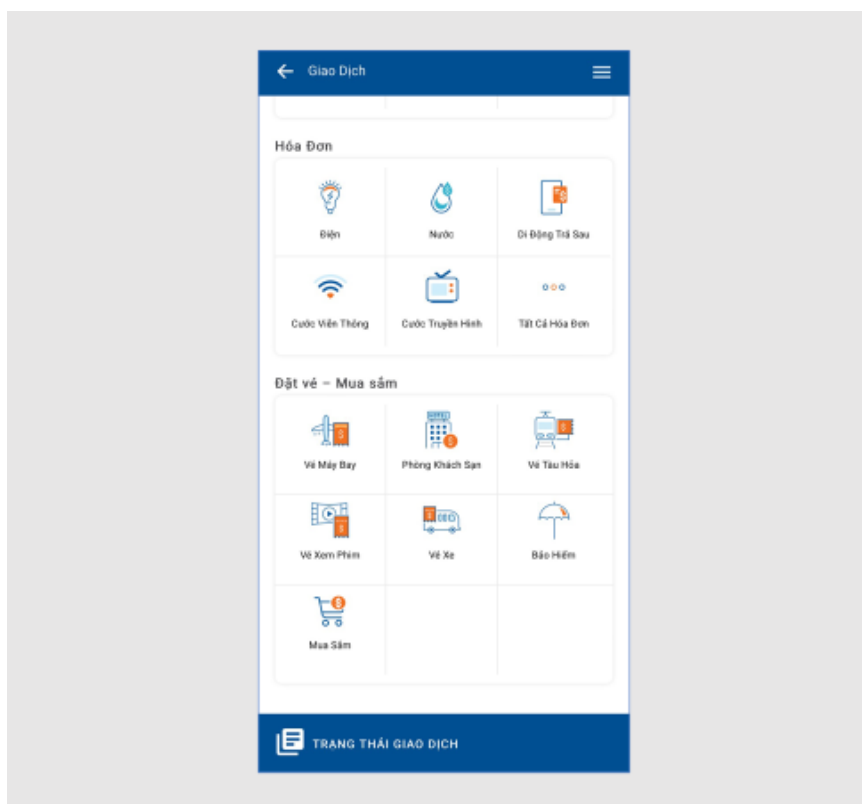 Giao Dịch
Hóa Đơn
Điện
Nước
Di Động Trả Sau
Cước Viễn Thông
Cước Truyền Hình
Tất Cả Hóa Đơn
Đặt vé – Mua sắm
Vé Máy Bay
Phòng Khách Sạn
Vé Tàu Hỏa
Vé Xem Phim
Vé Xe
Bảo Hiểm
Mua Sắm
TRẠNG THÁI GIAO DỊCH